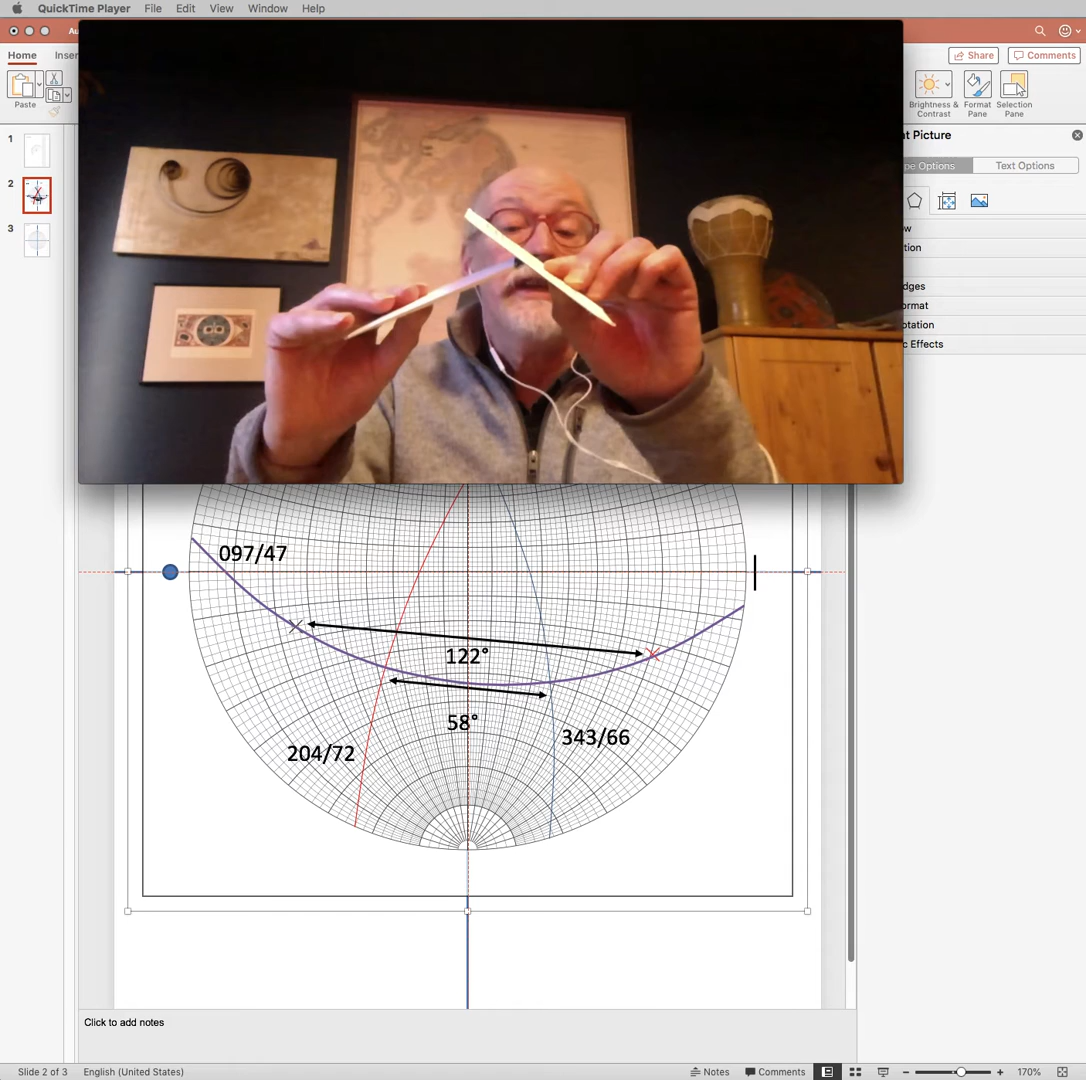 QuickTime Player File Edit View Window Help
Home
Share
Comments
Paste
Brightness & Contrast
Format Pane
Selection Pane
1
2
3
Text Options
097/47
122°
58°
204/72
343/66
Click to add notes
Slide 2 of 3
English (United States)
Notes
Comments
170%